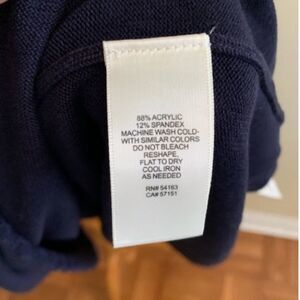 88% ACRYLIC
12% SPANDEX
MACHINE WASH COLD-
WITH SIMILAR COLORS
DO NOT BLEACH
RESHAPE,
FLAT TO DRY
COOL IRON
AS NEEDED
RN# 54163
CA# 57151